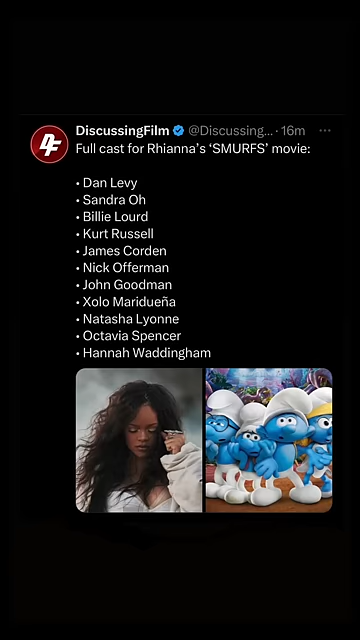 DF
DiscussingFilm @Discussing... · 16m
Full cast for Rhianna's 'SMURFS' movie:
• Dan Levy
• Sandra Oh
• Billie Lourd
• Kurt Russell
• James Corden
• Nick Offerman
• John Goodman
• Xolo Maridueña
• Natasha Lyonne
• Octavia Spencer
• Hannah Waddingham